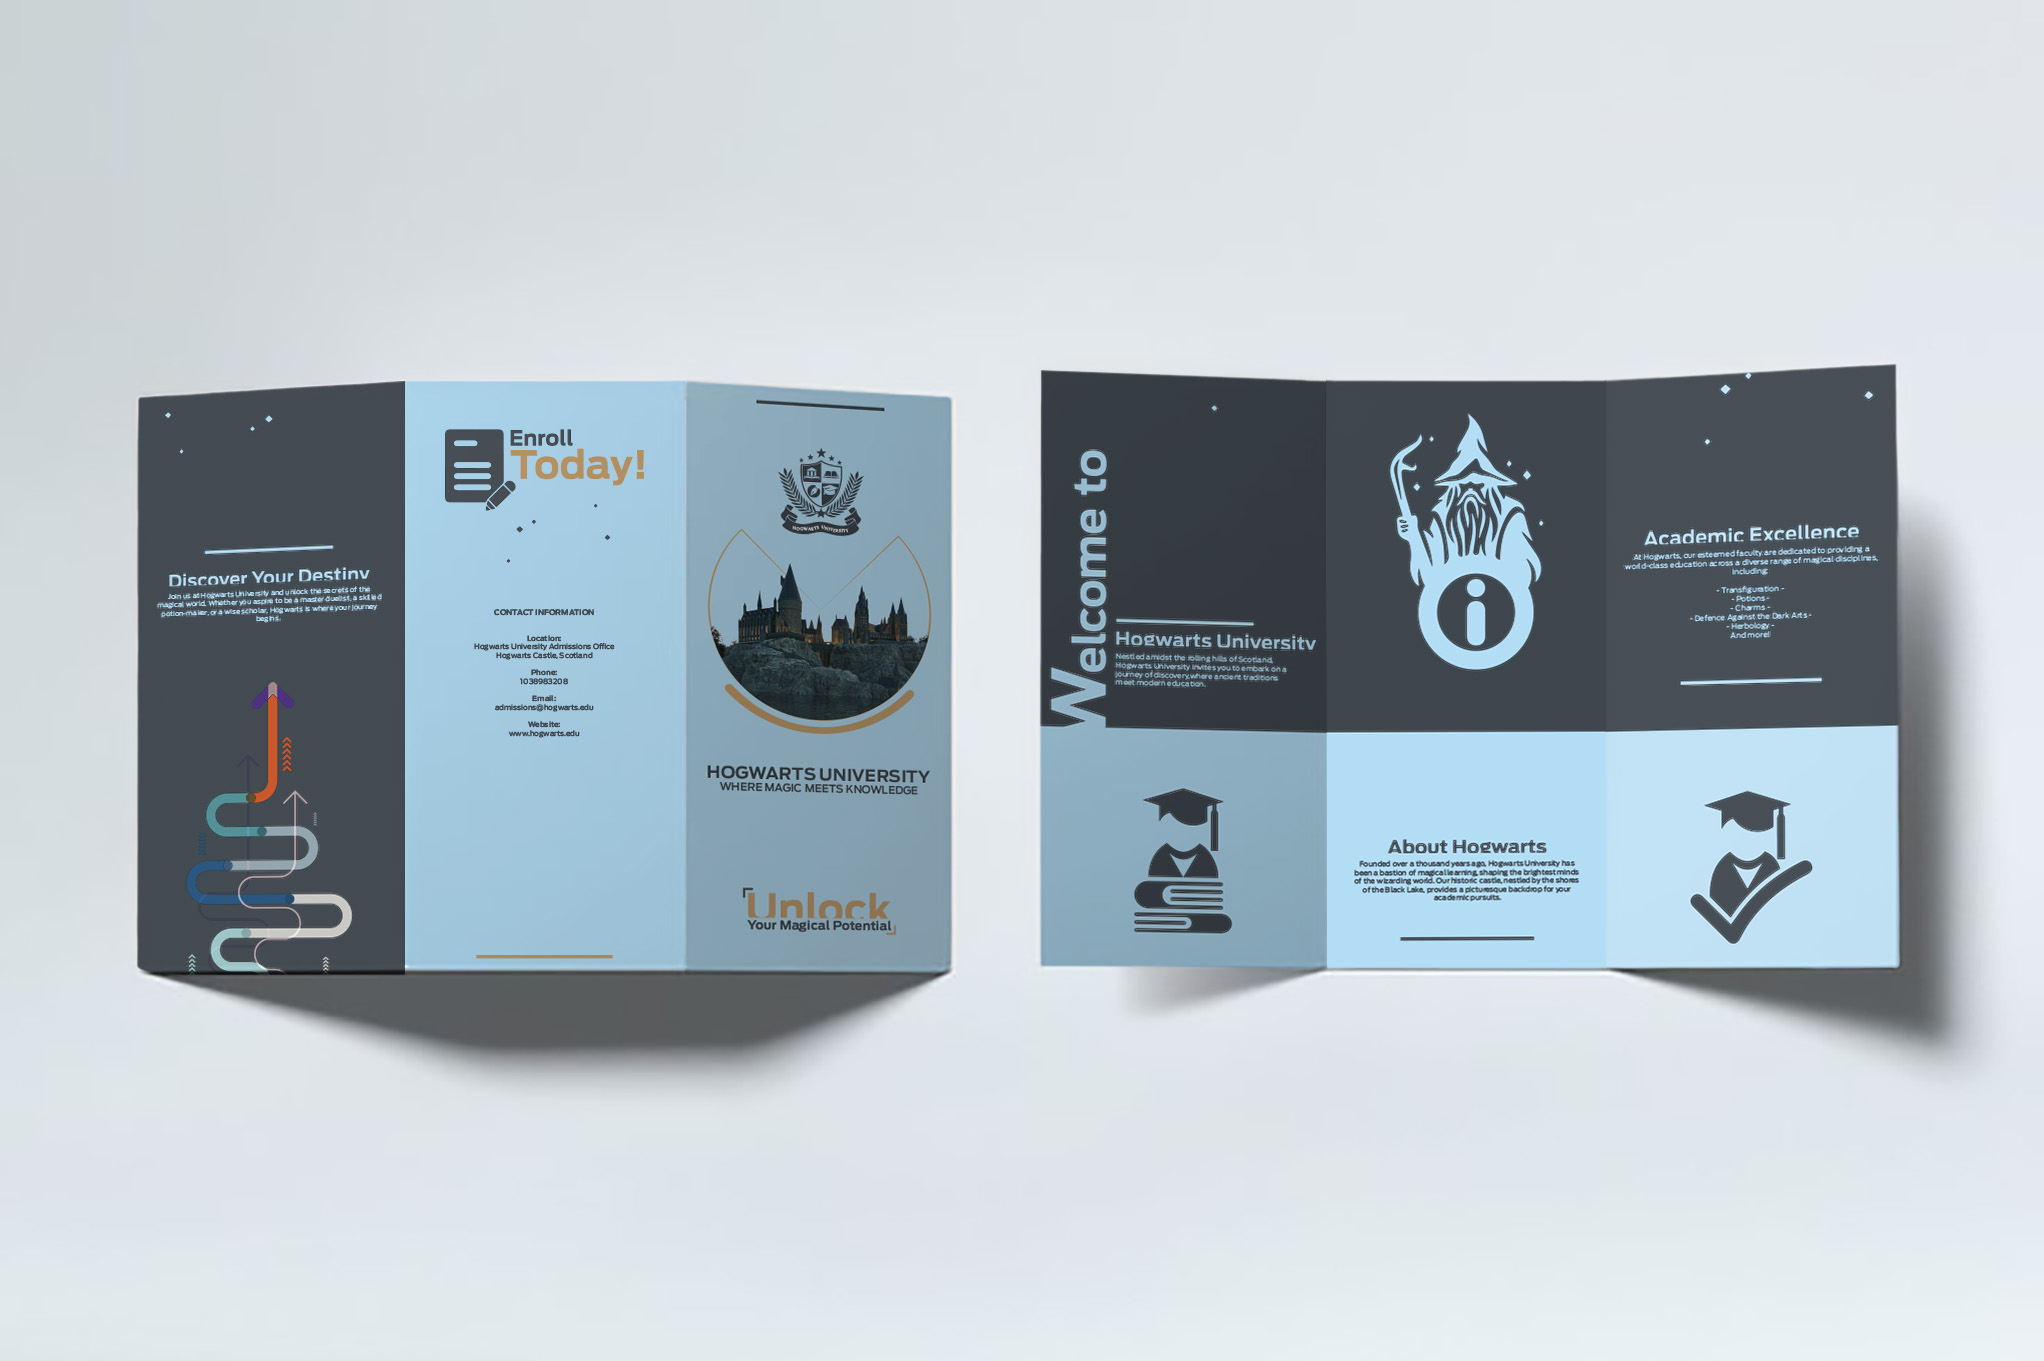 Discover Your Destiny
Join us at Hogwarts University and unlock the secrets of the
magical world. Whether you aspire to be a master duelist, a skilled
potion-maker, or a wise scholar, Hogwarts is where your journey
begins.
Enroll
Today!
CONTACT INFORMATION
Location:
Hogwarts University Admissions Office
Hogwarts Castle, Scotland
Phone:
1038983208
Email:
admissions@hogwarts.edu
Website:
www.hogwarts.edu
HOGWARTS UNIVERSITY
HOGWARTS UNIVERSITY
WHERE MAGIC MEETS KNOWLEDGE
Unlock
Your Magical Potential
Welcome to
Hogwarts University
Nestled amidst the rolling hills of Scotland,
Hogwarts University invites you to embark on a
journey of discovery, where ancient traditions
meet modern education.
i
Academic Excellence
At Hogwarts, our esteemed faculty are dedicated to providing a
world-class education across a diverse range of magical disciplines,
including:
- Transfiguration -
- Potions -
- Charms -
- Defence Against the Dark Arts -
- Herbology -
And more!
About Hogwarts
Founded over a thousand years ago, Hogwarts University has
been a bastion of magical learning, shaping the brightest minds
of the wizarding world. Our historic castle, nestled by the shores
of the Black Lake, provides a picturesque backdrop for your
academic pursuits.